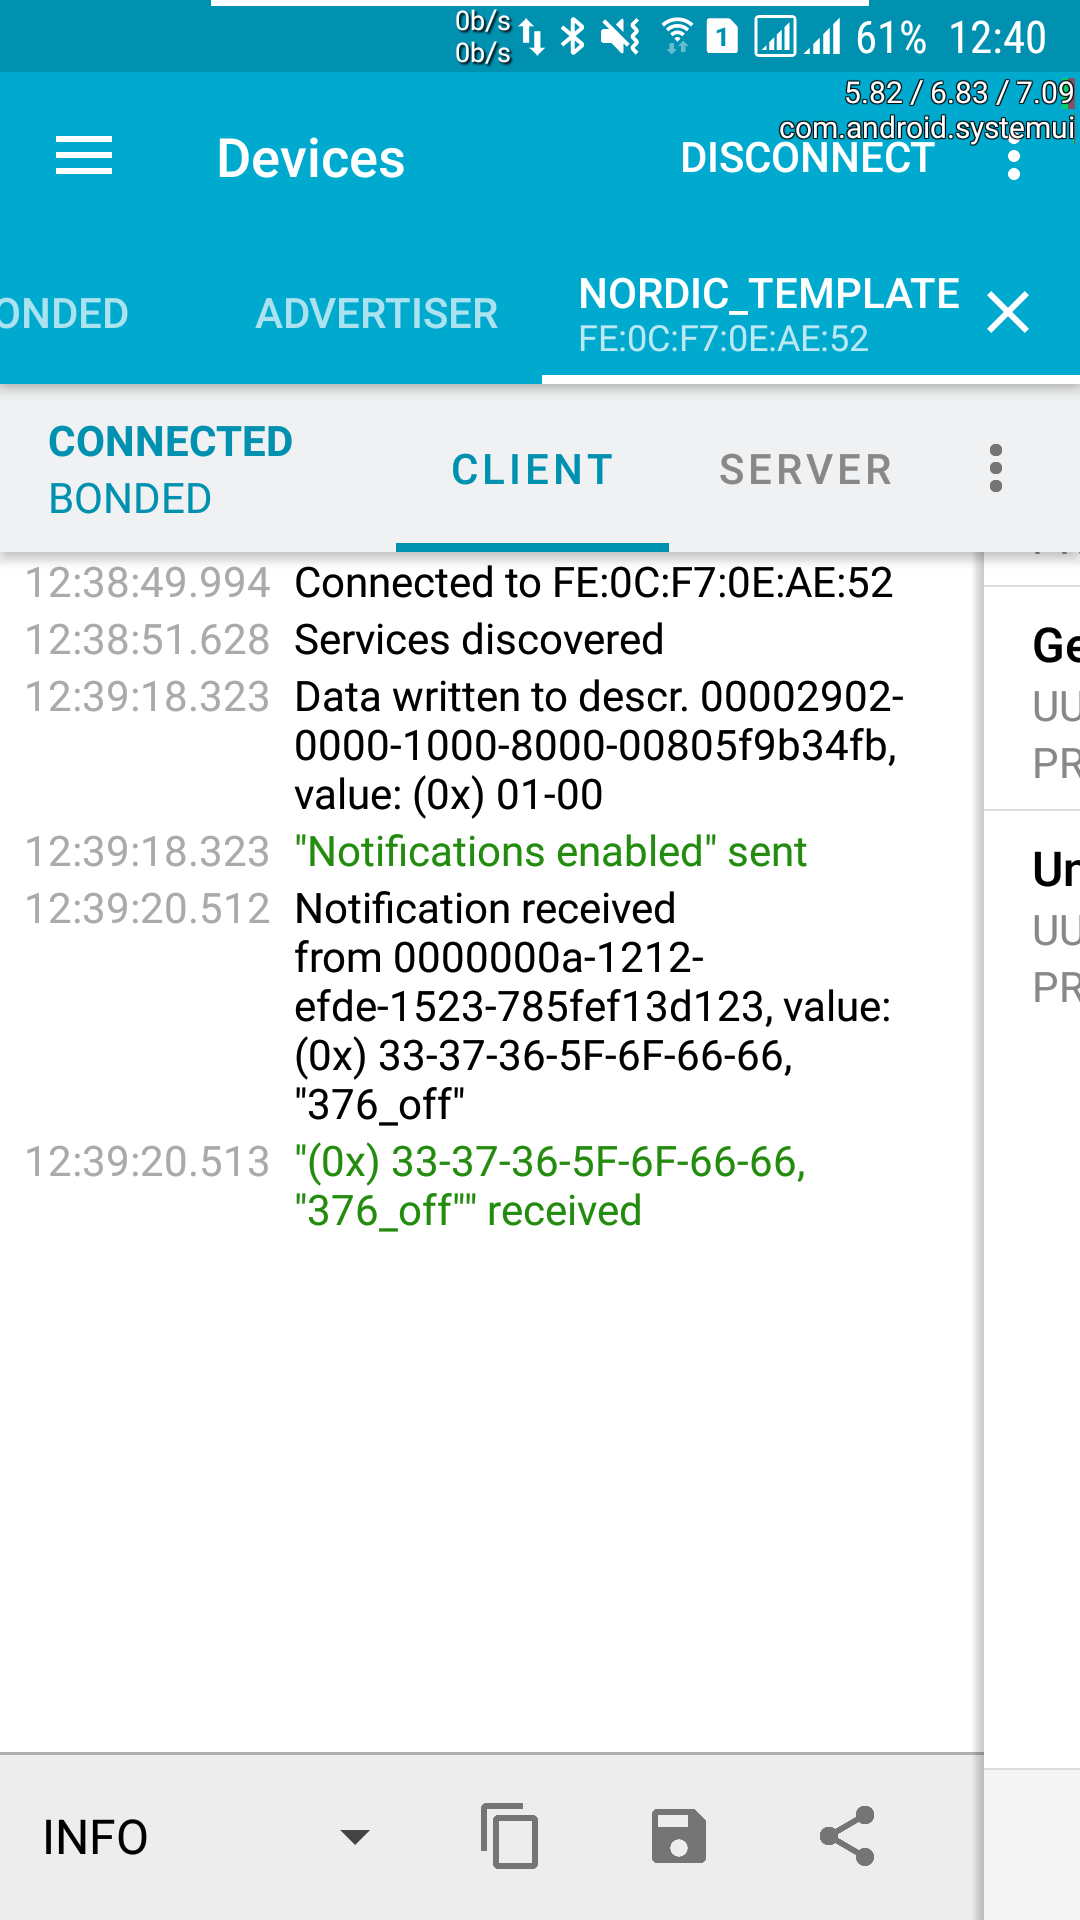 0b/s
0b/s
1
61% 12:40
5.82 / 6.83 / 7.09
com.android.systemui
Devices
DISCONNECT
ONDED
ADVERTISER
NORDIC_TEMPLATE
FE:0C:F7:0E:AE:52
CONNECTED
BONDED
CLIENT
SERVER
12:38:49.994 Connected to FE:0C:F7:0E:AE:52
12:38:51.628 Services discovered
12:39:18.323 Data written to descr. 00002902-
0000-1000-8000-00805f9b34fb,
value: (0x) 01-00
12:39:18.323 "Notifications enabled" sent
12:39:20.512 Notification received
from 0000000a-1212-
efde-1523-785fef13d123, value:
(0x) 33-37-36-5F-6F-66-66,
"376_off"
12:39:20.513 "(0x) 33-37-36-5F-6F-66-66,
"376_off"" received
Ge
UU
PR
Un
UU
PR
INFO